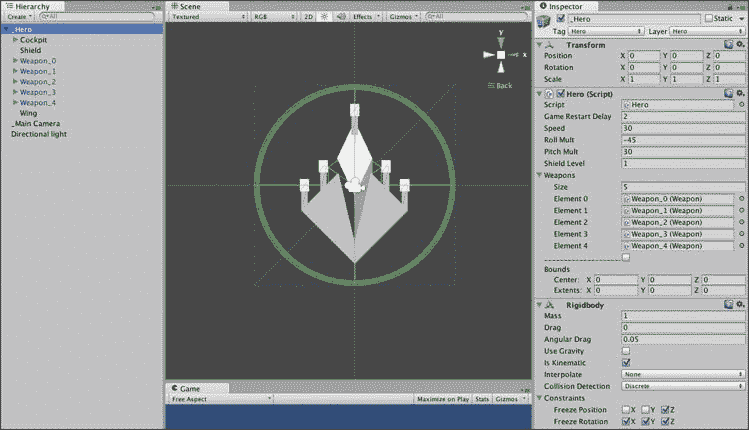 Hierarchy
Create All
_Hero
Cockpit
Shield
Weapon_0
Weapon_1
Weapon_2
Weapon_3
Weapon_4
Wing
_Main Camera
Directional light
Scene
Textured RGB 2D Effects Gizmos All
y
x
Back
Game
Free Aspect Maximize on Play Stats Gizmos
Inspector
_Hero Static
Tag Hero Layer Hero
Transform
Position X 0 Y 0 Z 0
Rotation X 0 Y 0 Z 0
Scale X 1 Y 1 Z 1
Hero (Script)
Script Hero
Game Restart Delay 2
Speed 30
Roll Mult -45
Pitch Mult 30
Shield Level 1
Weapons
Size 5
Element 0 Weapon_0 (Weapon)
Element 1 Weapon_1 (Weapon)
Element 2 Weapon_2 (Weapon)
Element 3 Weapon_3 (Weapon)
Element 4 Weapon_4 (Weapon)
Bounds
Center: X 0 Y 0 Z 0
Extents: X 0 Y 0 Z 0
Rigidbody
Mass 1
Drag 0
Angular Drag 0.05
Use Gravity
Is Kinematic
Interpolate None
Collision Detection Discrete
Constraints
Freeze Position X Y Z
Freeze Rotation X Y Z